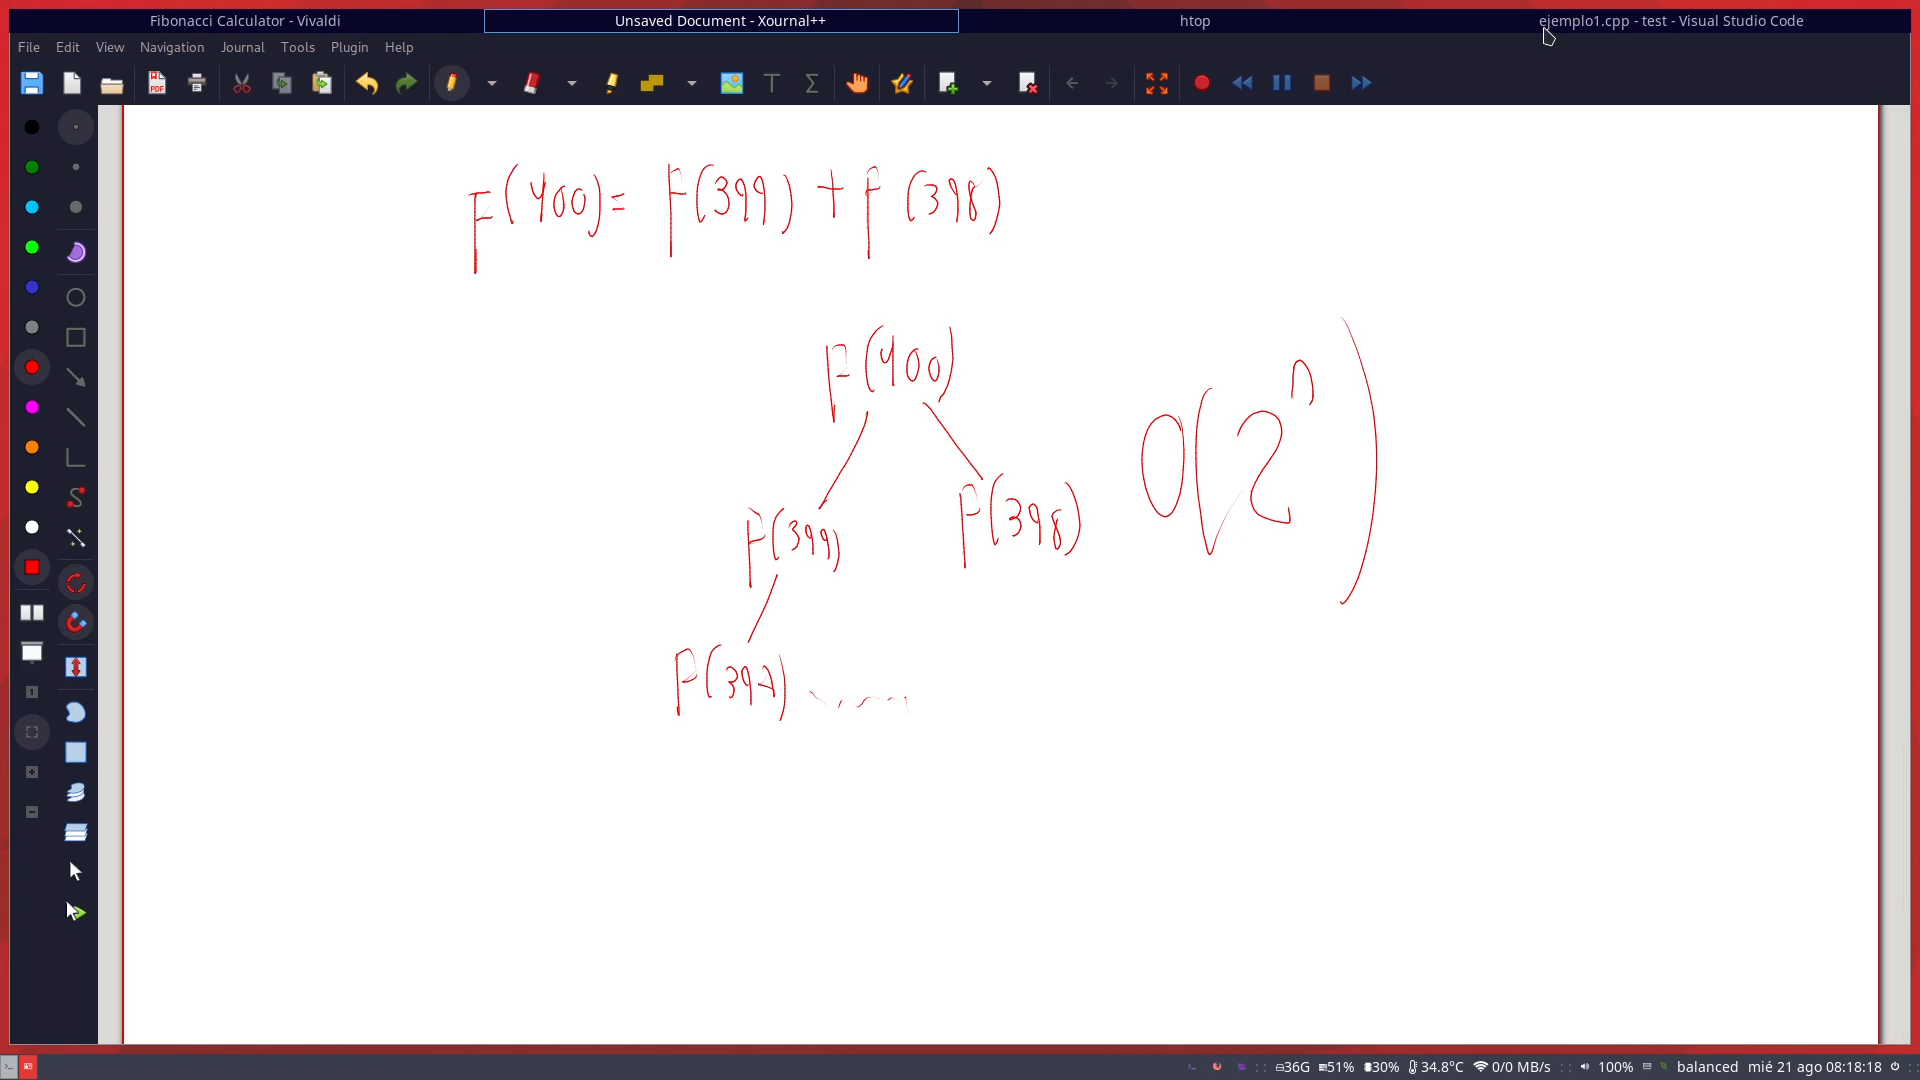 Fibonacci Calculator - Vivaldi
Unsaved Document - Xournal++
htop
ejemplo1.cpp - test - Visual Studio Code
File Edit View Navigation Journal Tools Plugin Help
F(400)= F(399) + F(398)
F(400)
O(2^n)
F(399)
F(398)
F(397) ......
36G 51% 30% 34.8°C 0/0 MB/s 100% balanced mié 21 ago 08:18:18